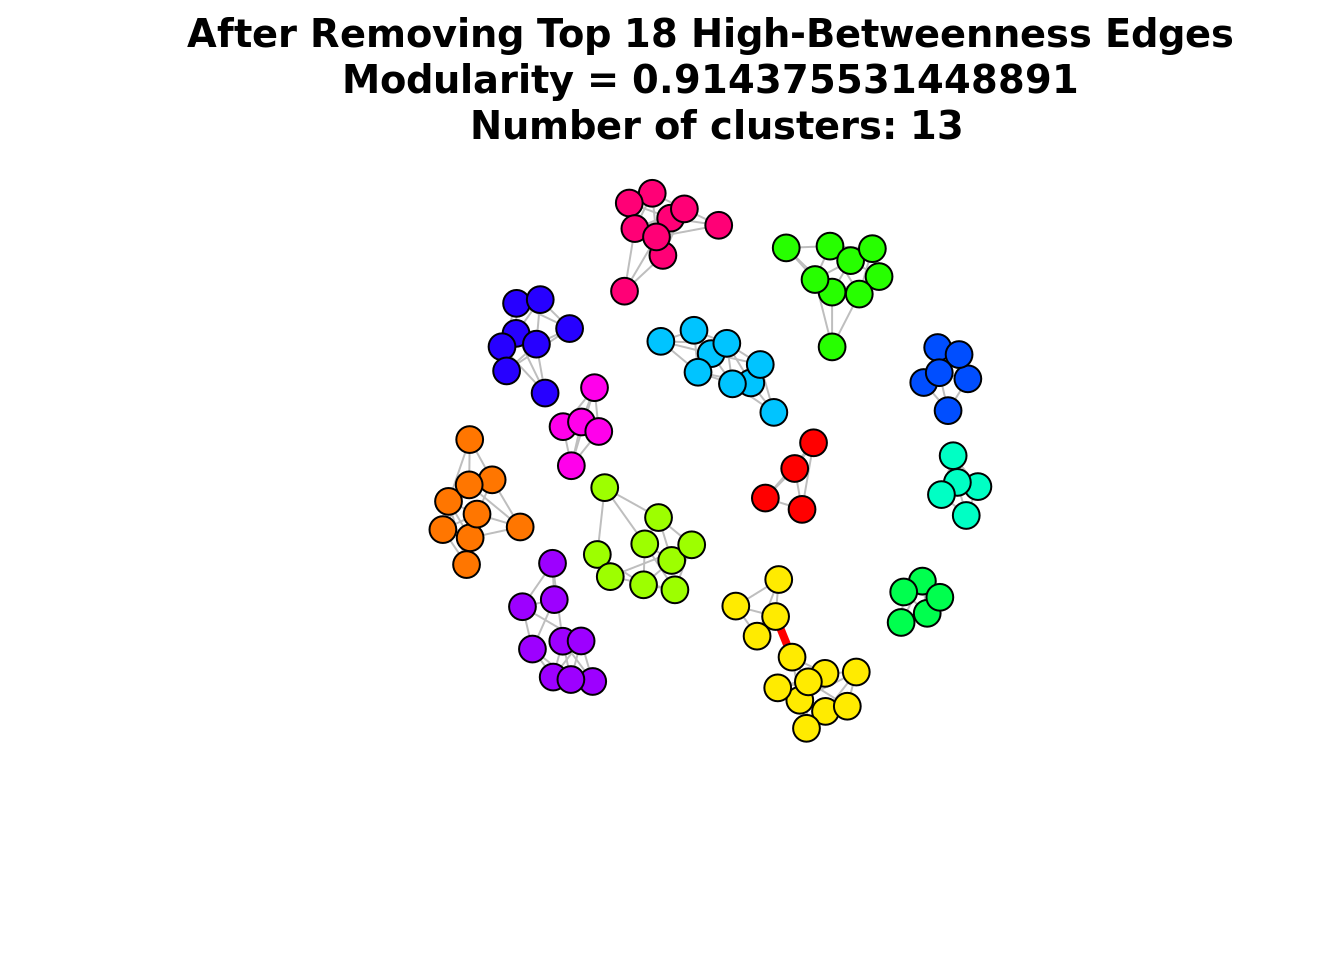 After Removing Top 18 High-Betweenness Edges
Modularity = 0.914375531448891
Number of clusters: 13